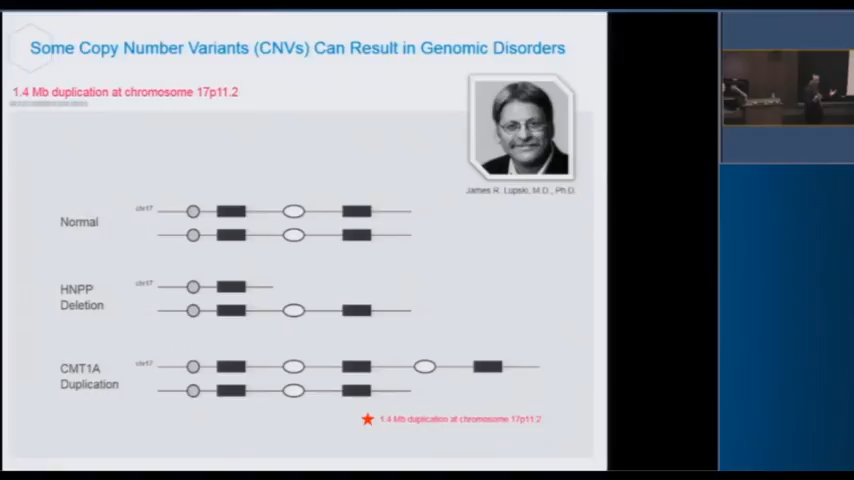 Some Copy Number Variants (CNVs) Can Result in Genomic Disorders
1.4 Mb duplication at chromosome 17p11.2
James R. Lupski, M.D., Ph.D.
chr17
Normal
chr17
HNPP
Deletion
chr17
CMT1A
Duplication
1.4 Mb duplication at chromosome 17p11.2